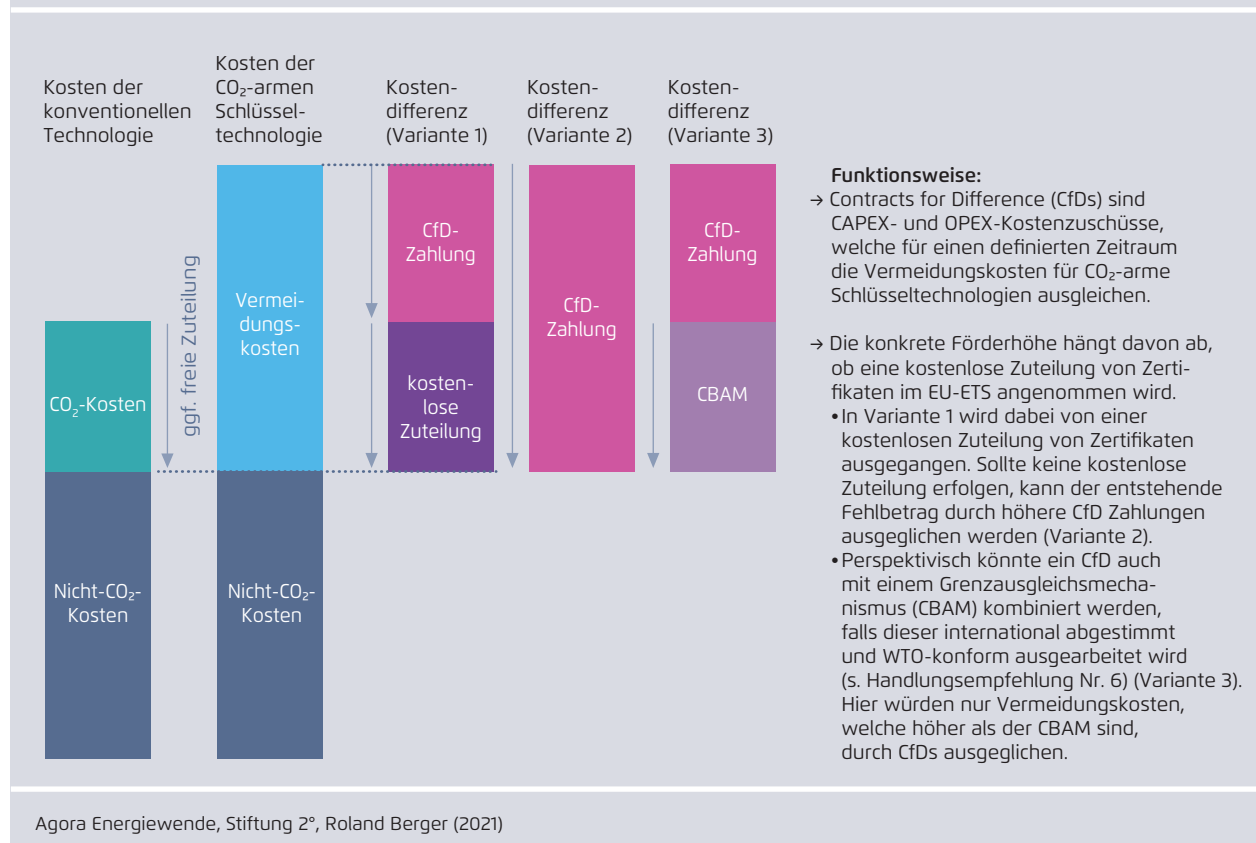 Kosten der
konventionellen
Technologie
Kosten der
CO₂-armen
Schlüssel-
technologie
Kosten-
differenz
(Variante 1)
Kosten-
differenz
(Variante 2)
Kosten-
differenz
(Variante 3)
CO₂-Kosten
Nicht-CO₂-
Kosten
ggf. freie Zuteilung
Vermei-
dungs-
kosten
Nicht-CO₂-
Kosten
CfD-
Zahlung
kosten-
lose
Zuteilung
CfD-
Zahlung
CfD-
Zahlung
CBAM
Funktionsweise:
→ Contracts for Difference (CfDs) sind
CAPEX- und OPEX-Kostenzuschüsse,
welche für einen definierten Zeitraum
die Vermeidungskosten für CO₂-arme
Schlüsseltechnologien ausgleichen.
→ Die konkrete Förderhöhe hängt davon ab,
ob eine kostenlose Zuteilung von Zerti-
fikaten im EU-ETS angenommen wird.
• In Variante 1 wird dabei von einer
kostenlosen Zuteilung von Zertifikaten
ausgegangen. Sollte keine kostenlose
Zuteilung erfolgen, kann der entstehende
Fehlbetrag durch höhere CfD Zahlungen
ausgeglichen werden (Variante 2).
• Perspektivisch könnte ein CfD auch
mit einem Grenzausgleichsmecha-
nismus (CBAM) kombiniert werden,
falls dieser international abgestimmt
und WTO-konform ausgearbeitet wird
(s. Handlungsempfehlung Nr. 6) (Variante 3).
Hier würden nur Vermeidungskosten,
welche höher als der CBAM sind,
durch CfDs ausgeglichen.
Agora Energiewende, Stiftung 2°, Roland Berger (2021)